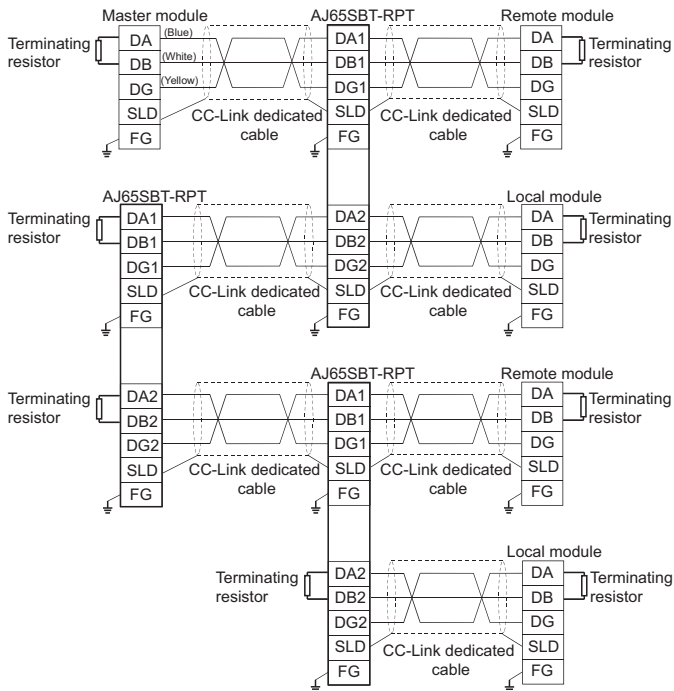 Master module AJ65SBT-RPT Remote module
Terminating
resistor
DA (Blue) DA1 DA
Terminating
resistor
DB (White) DB1 DB
DG (Yellow) DG1 DG
SLD SLD SLD
CC-Link dedicated
cable
CC-Link dedicated
cable
FG FG FG
AJ65SBT-RPT Local module
Terminating
resistor
DA1 DA2 DA
Terminating
resistor
DB1 DB2 DB
DG1 DG2 DG
SLD SLD SLD
CC-Link dedicated
cable
CC-Link dedicated
cable
FG FG FG
AJ65SBT-RPT Remote module
Terminating
resistor
DA2 DA1 DA
Terminating
resistor
DB2 DB1 DB
DG2 DG1 DG
SLD SLD SLD
CC-Link dedicated
cable
CC-Link dedicated
cable
FG FG FG
Local module
Terminating
resistor
DA2 DA
Terminating
resistor
DB2 DB
DG2 DG
SLD SLD
CC-Link dedicated
cable
FG FG